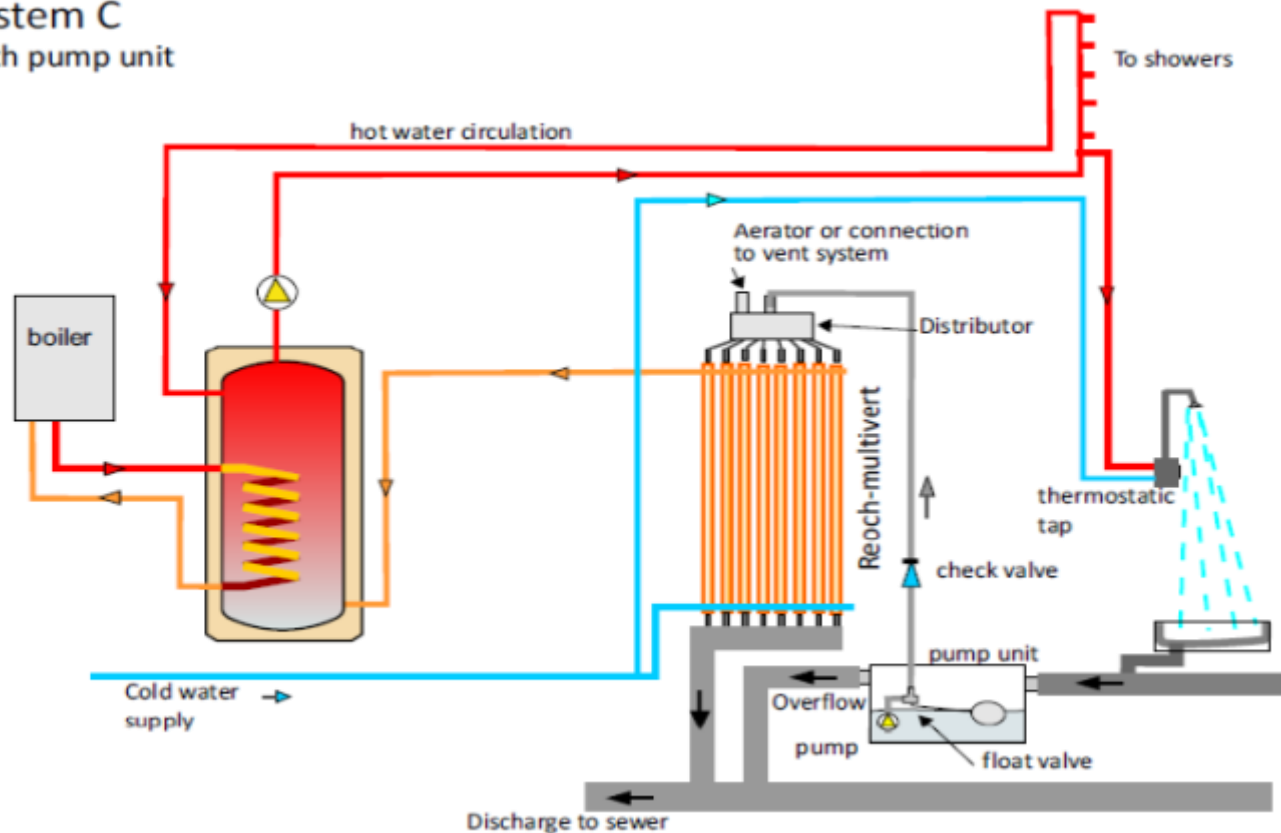 stem C
th pump unit
To showers
hot water circulation
Aerator or connection
to vent system
boiler
Distributor
Reoch-multivert
thermostatic
tap
check valve
pump unit
Cold water
supply
Overflow
pump
float valve
Discharge to sewer